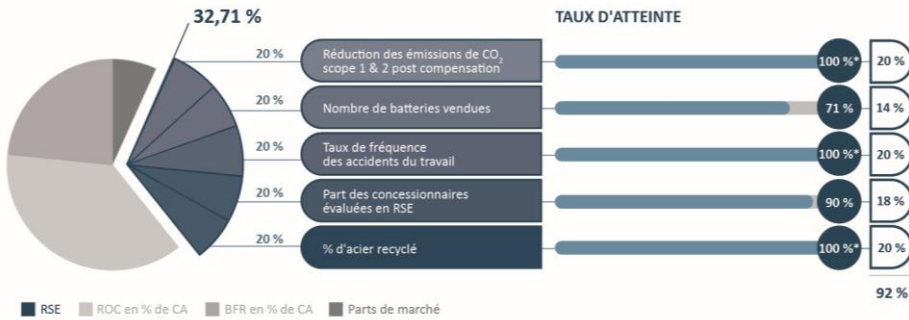 32,71 %
TAUX D'ATTEINTE
20 %
Réduction des émissions de CO₂
scope 1 & 2 post compensation
100 %*
20 %
20 %
Nombre de batteries vendues
71 %
14 %
20 %
Taux de fréquence
des accidents du travail
100 %*
20 %
20 %
Part des concessionnaires
évaluées en RSE
90 %
18 %
20 %
% d'acier recyclé
100 %*
20 %
92 %
RSE
ROC en % de CA
BFR en % de CA
Parts de marché